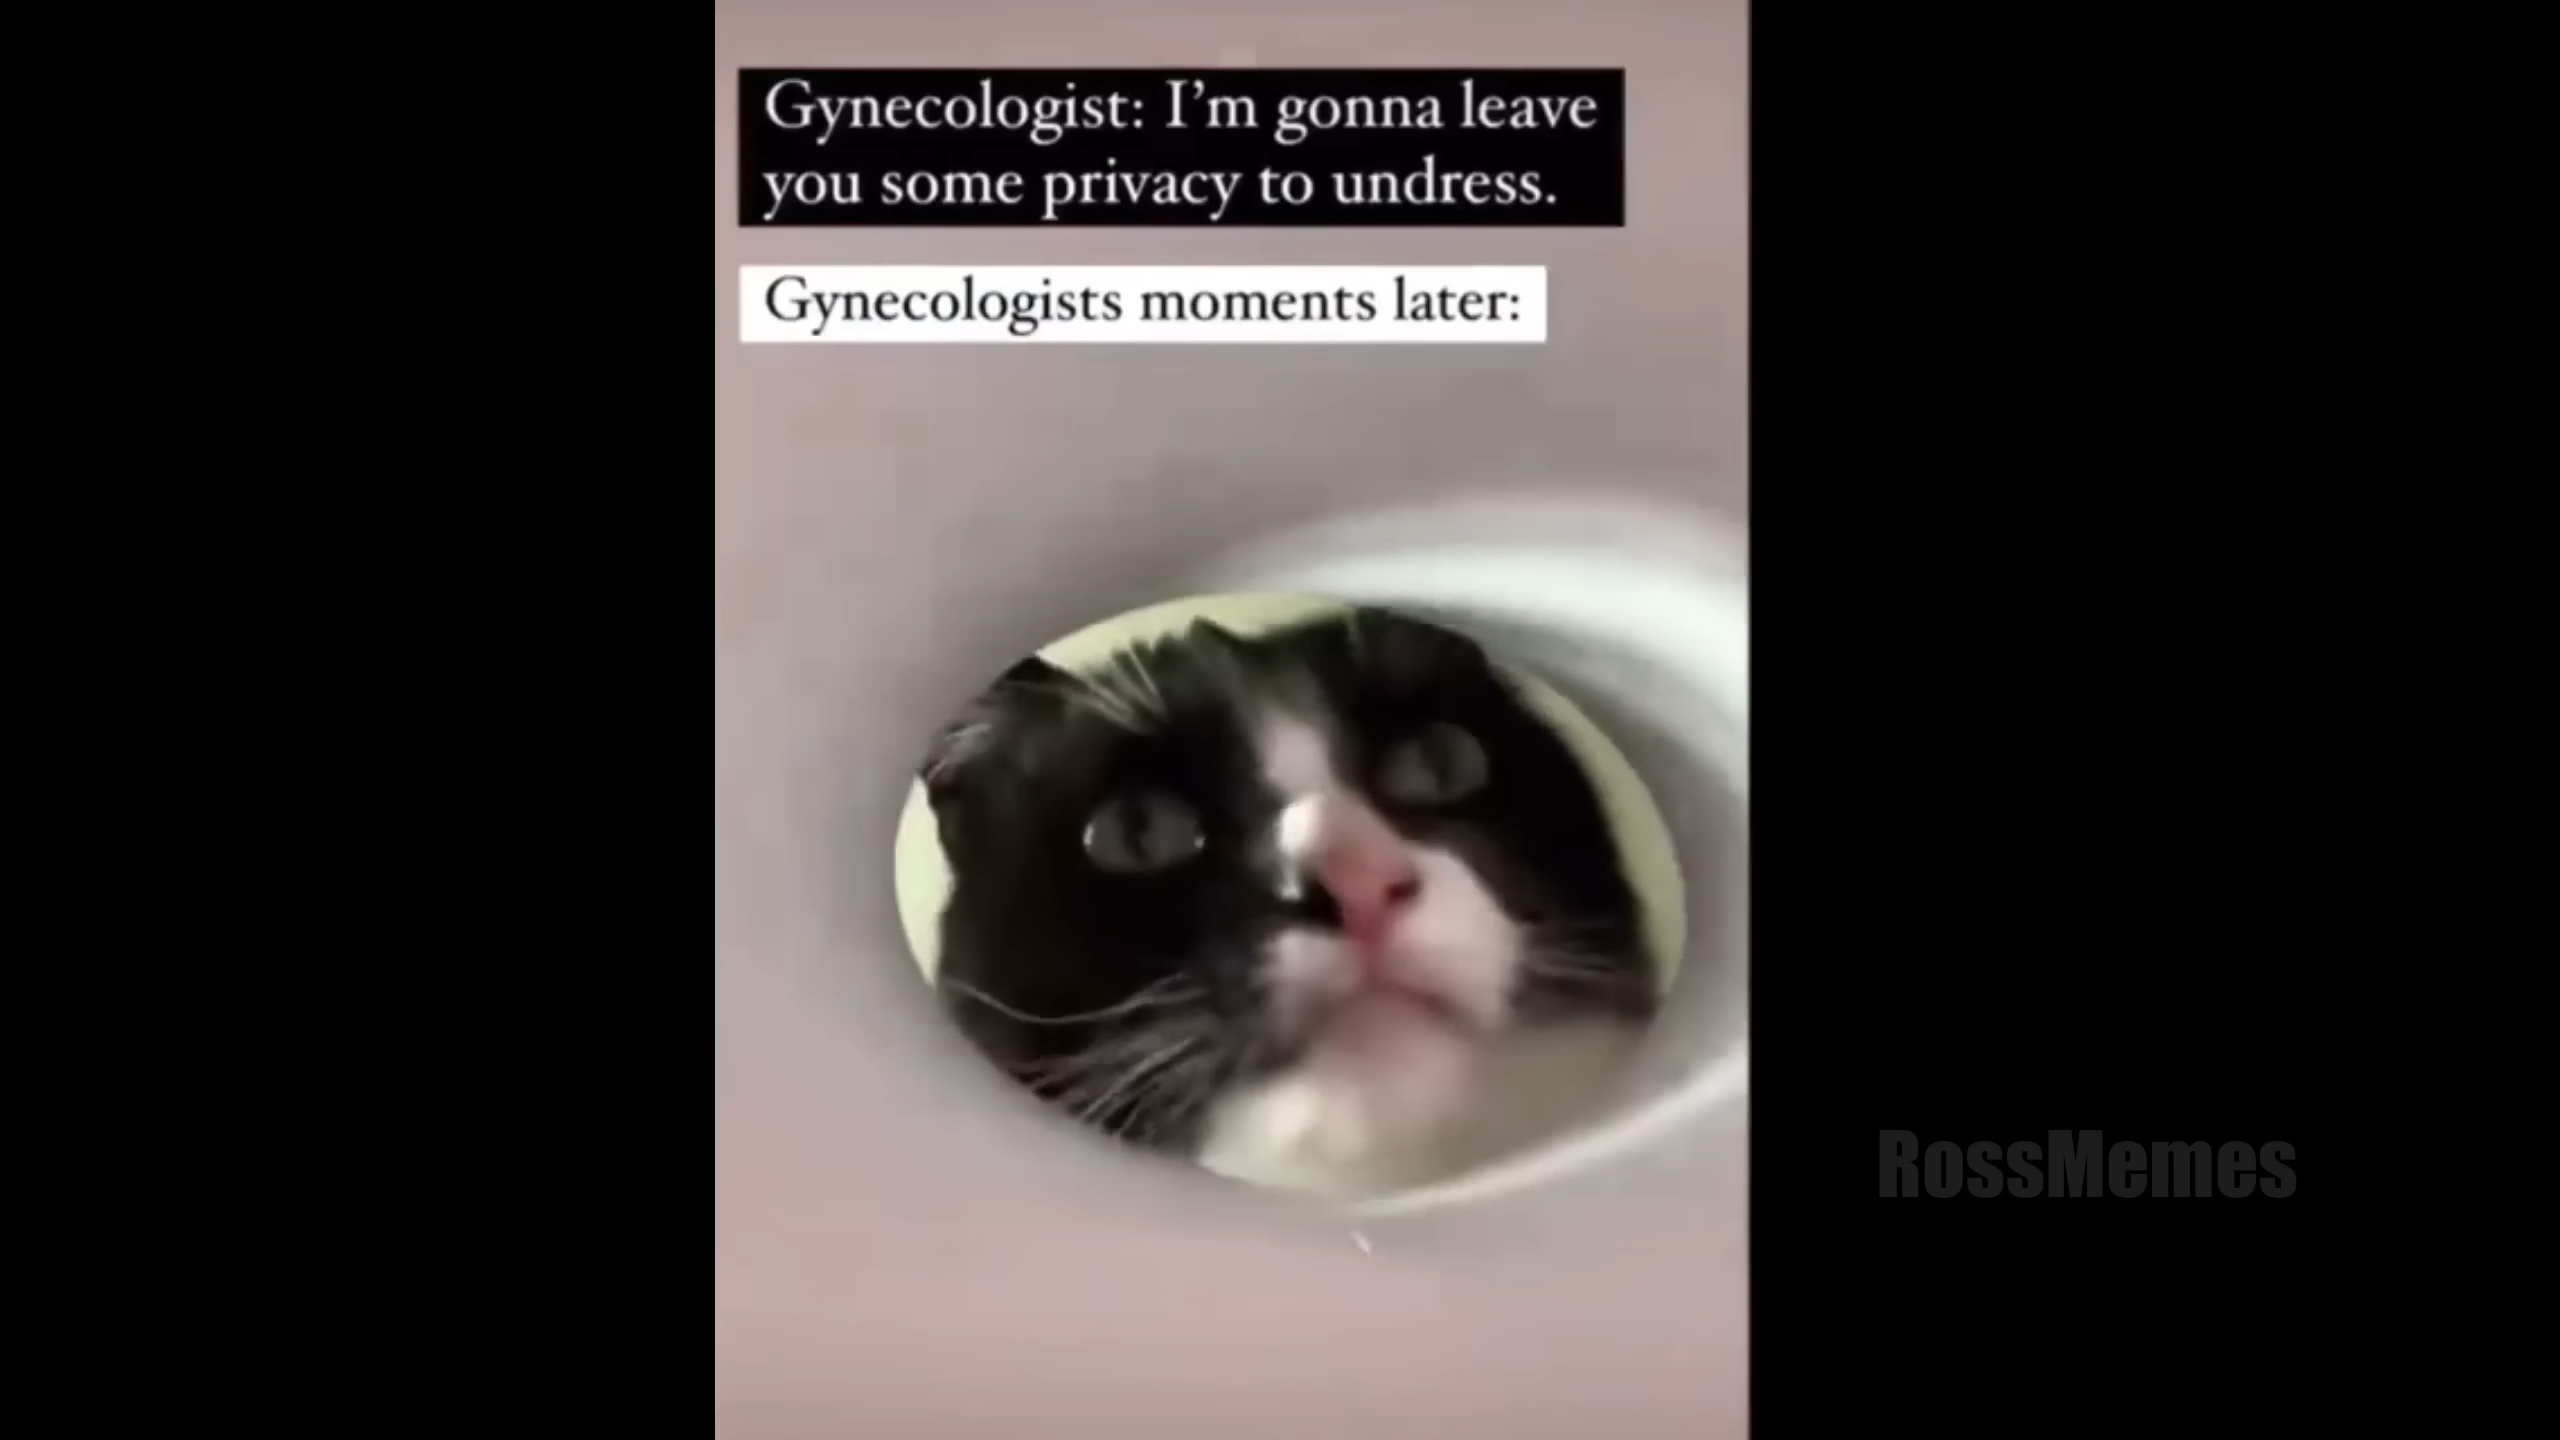 Gynecologist: I’m gonna leave
you some privacy to undress.
Gynecologists moments later:
RossMemes